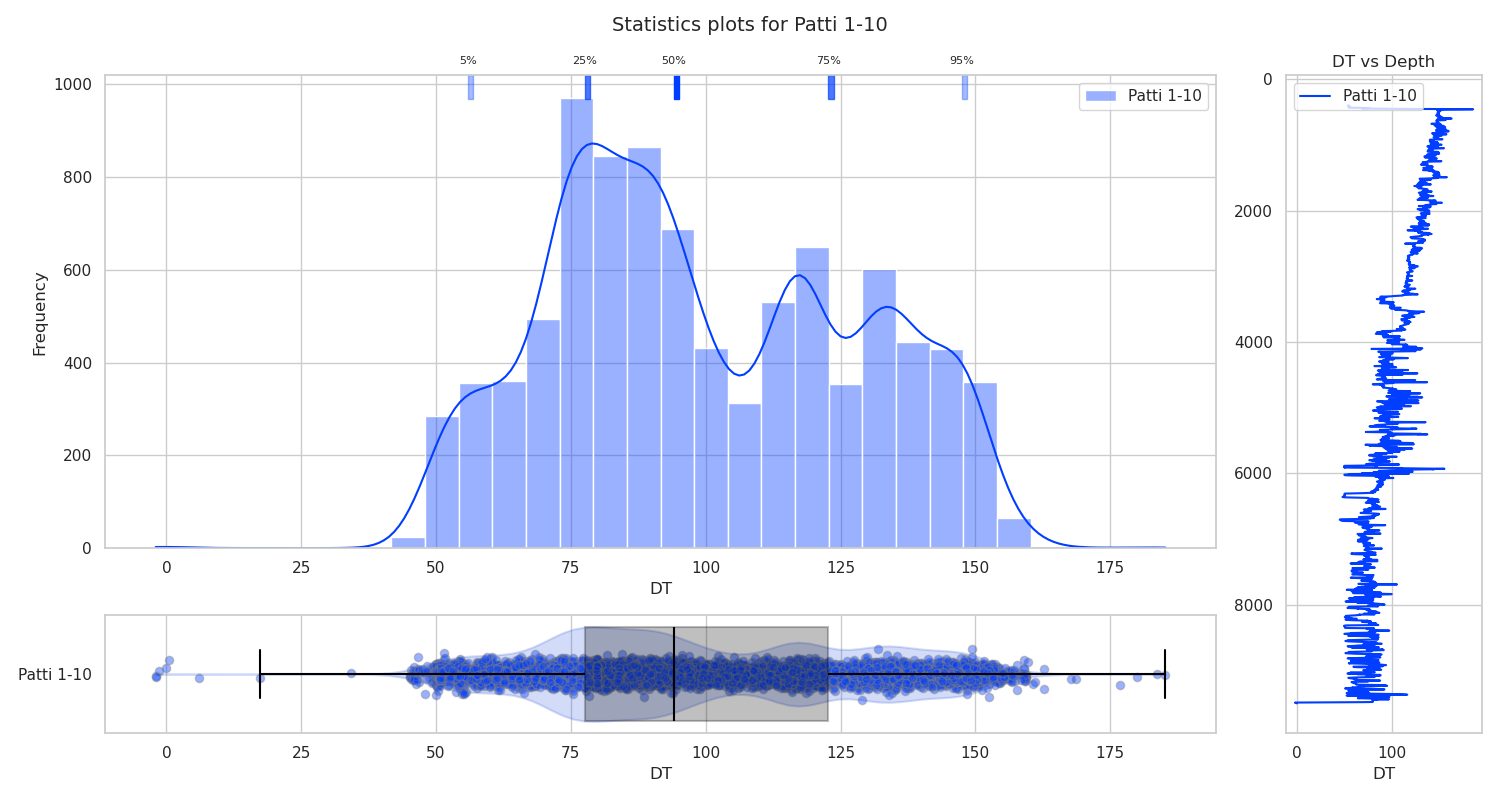 Statistics plots for Patti 1-10
5% 25% 50% 75% 95%
Patti 1-10
1000
800
600
400
200
0
Frequency
0 25 50 75 100 125 150 175
DT
Patti 1-10
0 25 50 75 100 125 150 175
DT
DT vs Depth
Patti 1-10
0
2000
4000
6000
8000
0 100
DT